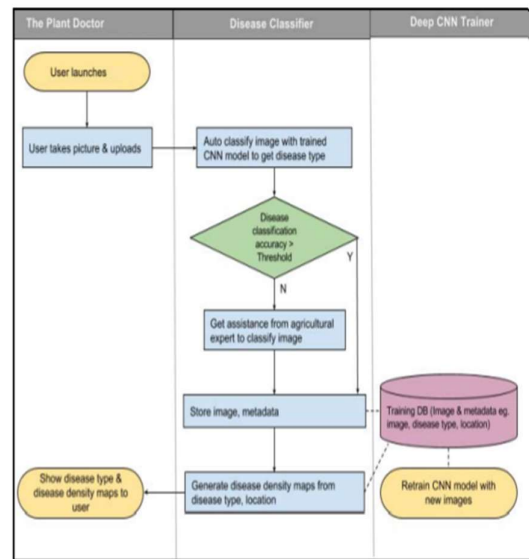 The Plant Doctor
Disease Classifier
Deep CNN Trainer
User launches
User takes picture & uploads
Auto classify image with trained
CNN model to get disease type
Disease
classification
accuracy >
Threshold
Y
N
Get assistance from agricultural
expert to classify image
Store image, metadata
Training DB (Image & metadata eg.
image, disease type, location)
Show disease type &
disease density maps to
user
Generate disease density maps from
disease type, location
Retrain CNN model with
new images